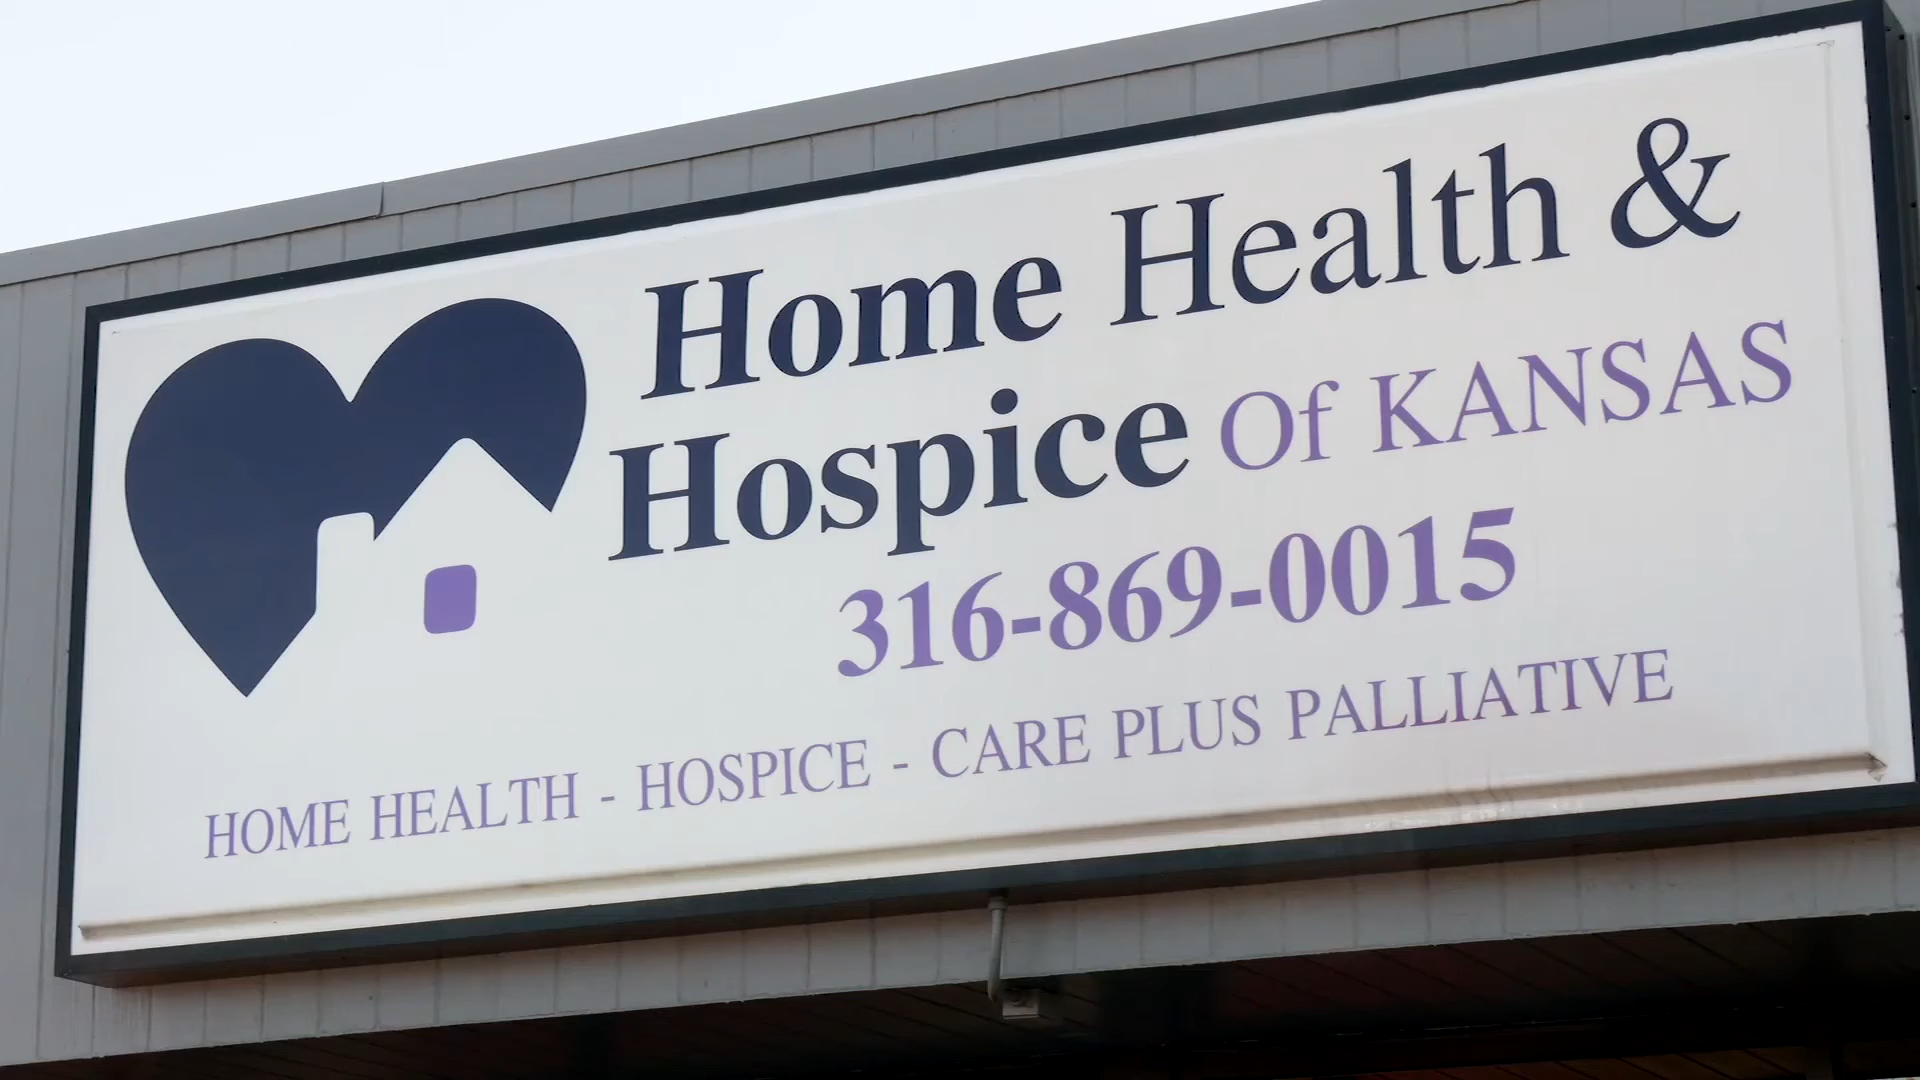 Home Health &
Hospice Of KANSAS
316-869-0015
HOME HEALTH - HOSPICE - CARE PLUS PALLIATIVE